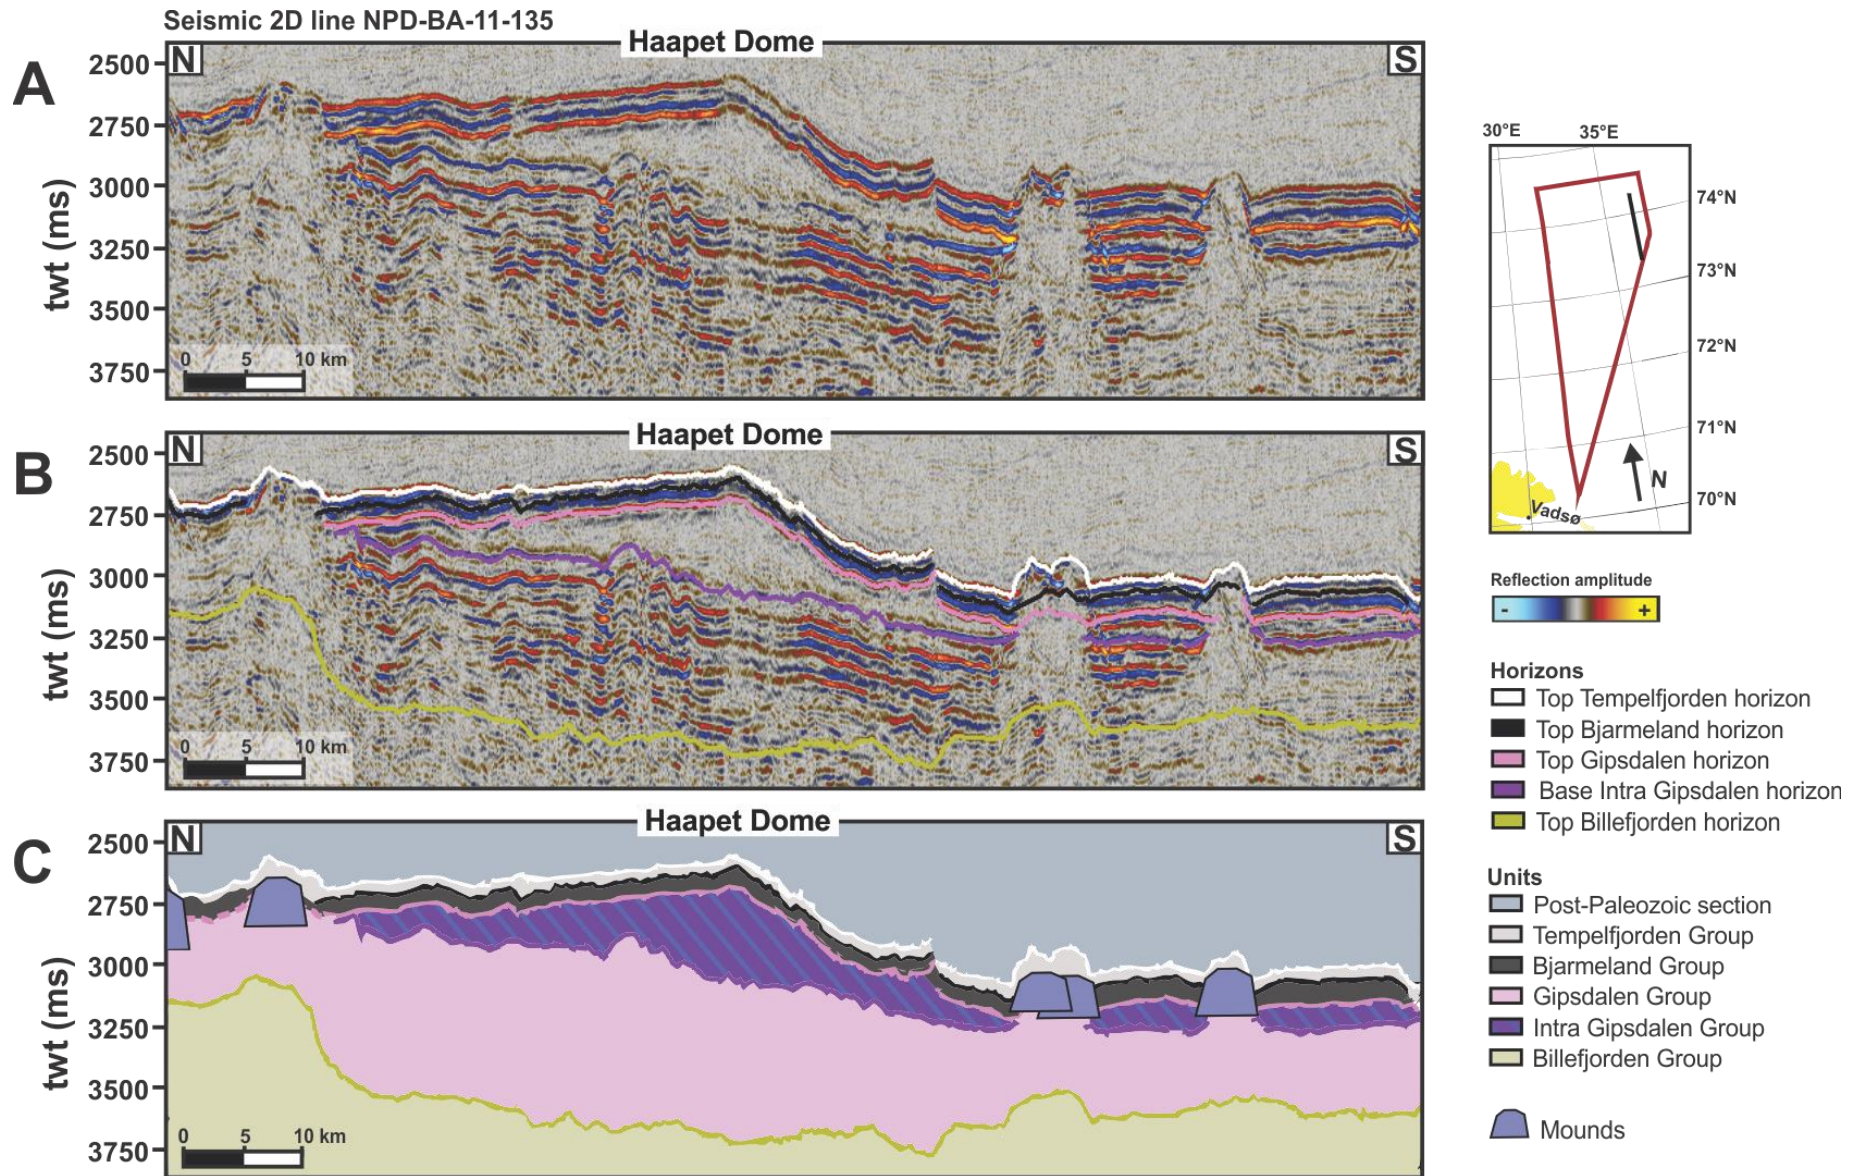 Seismic 2D line NPD-BA-11-135
A
Haapet Dome
N
S
2500
2750
3000
3250
3500
3750
twt (ms)
0 5 10 km
B
Haapet Dome
N
S
2500
2750
3000
3250
3500
3750
twt (ms)
0 5 10 km
C
Haapet Dome
N
S
2500
2750
3000
3250
3500
3750
twt (ms)
0 5 10 km
30°E 35°E
74°N
73°N
72°N
71°N
70°N
N
Vadsø
Reflection amplitude
- +
Horizons
Top Tempelfjorden horizon
Top Bjarmeland horizon
Top Gipsdalen horizon
Base Intra Gipsdalen horizon
Top Billefjorden horizon
Units
Post-Paleozoic section
Tempelfjorden Group
Bjarmeland Group
Gipsdalen Group
Intra Gipsdalen Group
Billefjorden Group
Mounds